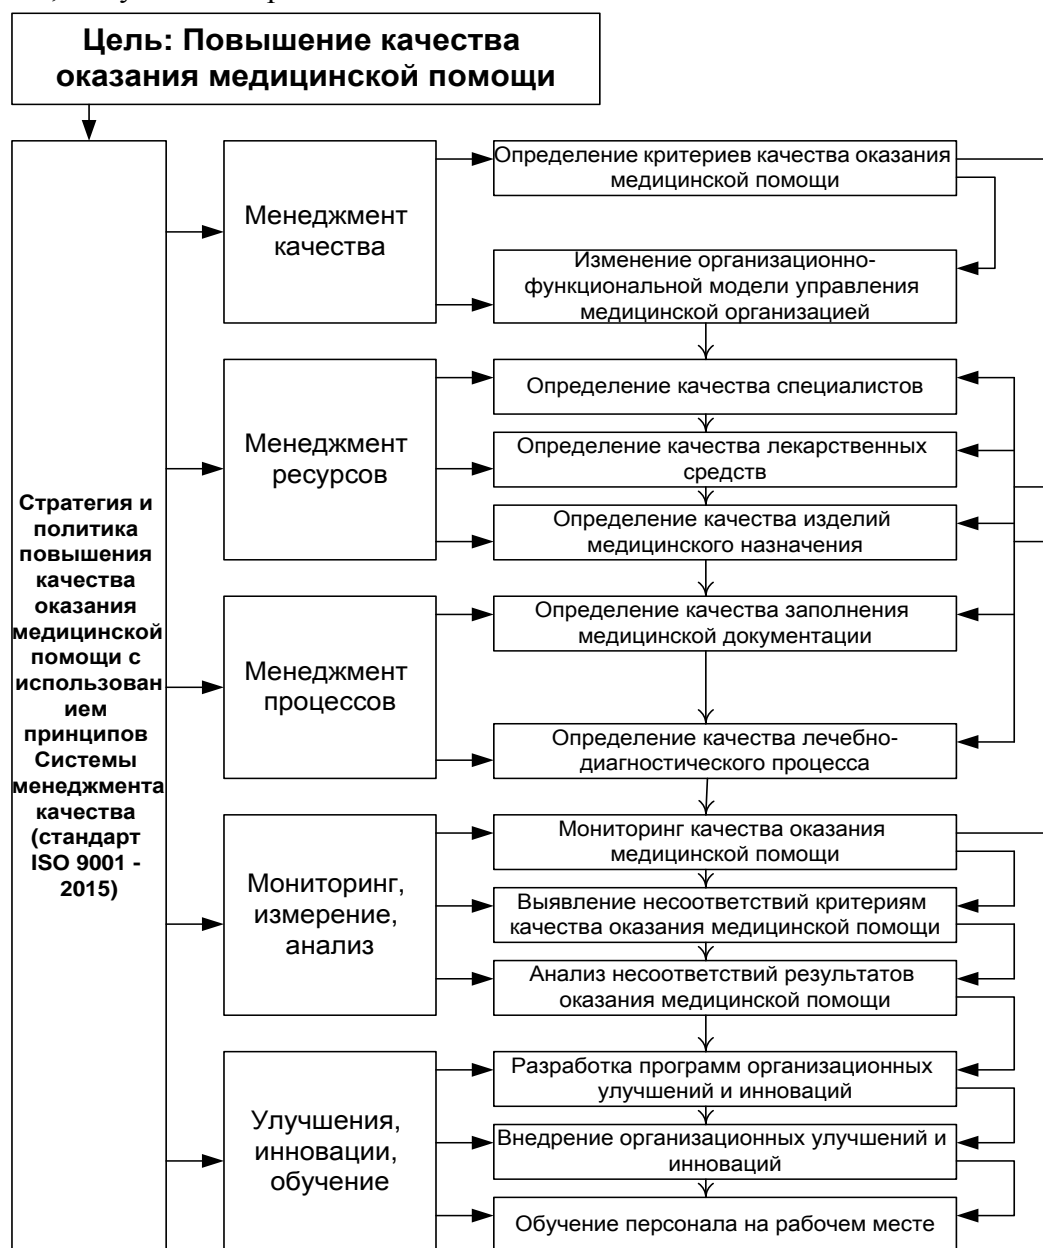 Цель: Повышение качества
оказания медицинской помощи
Стратегия и
политика
повышения
качества
оказания
медицинской
помощи с
использован
ием
принципов
Системы
менеджмента
качества
(стандарт
ISO 9001 -
2015)
Менеджмент
качества
Определение критериев качества оказания
медицинской помощи
Изменение организационно-
функциональной модели управления
медицинской организацией
Менеджмент
ресурсов
Определение качества специалистов
Определение качества лекарственных
средств
Определение качества изделий
медицинского назначения
Менеджмент
процессов
Определение качества заполнения
медицинской документации
Определение качества лечебно-
диагностического процесса
Мониторинг,
измерение,
анализ
Мониторинг качества оказания
медицинской помощи
Выявление несоответствий критериям
качества оказания медицинской помощи
Анализ несоответствий результатов
оказания медицинской помощи
Улучшения,
инновации,
обучение
Разработка программ организационных
улучшений и инноваций
Внедрение организационных улучшений и
инноваций
Обучение персонала на рабочем месте